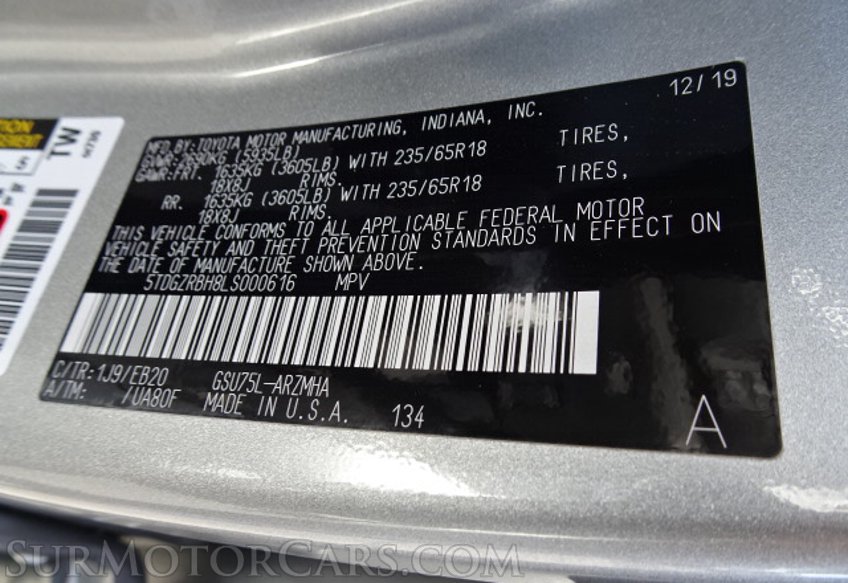 12/19
MFD.BY:TOYOTA MOTOR MANUFACTURING, INDIANA, INC.
GVWR:2690KG (5935LB)
GAWR:FRT. 1635KG (3605LB) WITH 235/65R18 TIRES,
18X8J RIMS.
RR. 1635KG (3605LB) WITH 235/65R18 TIRES,
18X8J RIMS.
THIS VEHICLE CONFORMS TO ALL APPLICABLE FEDERAL MOTOR
VEHICLE SAFETY AND THEFT PREVENTION STANDARDS IN EFFECT ON
THE DATE OF MANUFACTURE SHOWN ABOVE.
5TDGZRBH8LS000616 MPV
C/TR: 1J9/EB20 GSU75L-ARZMHA
A/TM: /UA80F MADE IN U.S.A. 134
A
TW
SurMotorCars.com